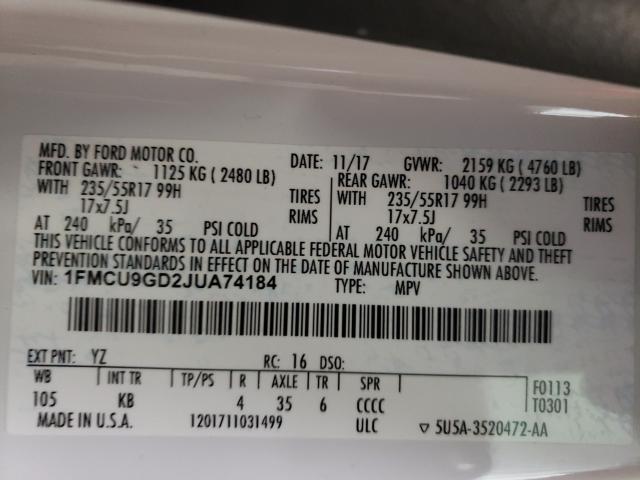 MFD. BY FORD MOTOR CO. DATE: 11/17 GVWR: 2159 KG ( 4760 LB)
FRONT GAWR: 1125 KG ( 2480 LB) REAR GAWR: 1040 KG ( 2293 LB)
WITH 235/55R17 99H TIRES WITH 235/55R17 99H TIRES
17x7.5J RIMS 17x7.5J RIMS
AT 240 kPa/ 35 PSI COLD AT 240 kPa/ 35 PSI COLD
THIS VEHICLE CONFORMS TO ALL APPLICABLE FEDERAL MOTOR VEHICLE SAFETY AND THEFT
PREVENTION STANDARDS IN EFFECT ON THE DATE OF MANUFACTURE SHOWN ABOVE.
VIN: 1FMCU9GD2JUA74184 TYPE: MPV
EXT PNT: YZ RC: 16 DSO:
WB INT TR TP/PS R AXLE TR SPR F0113
105 KB 4 35 6 CCCC T0301
MADE IN U.S.A. 1201711031499 ULC ▽ 5U5A-3520472-AA